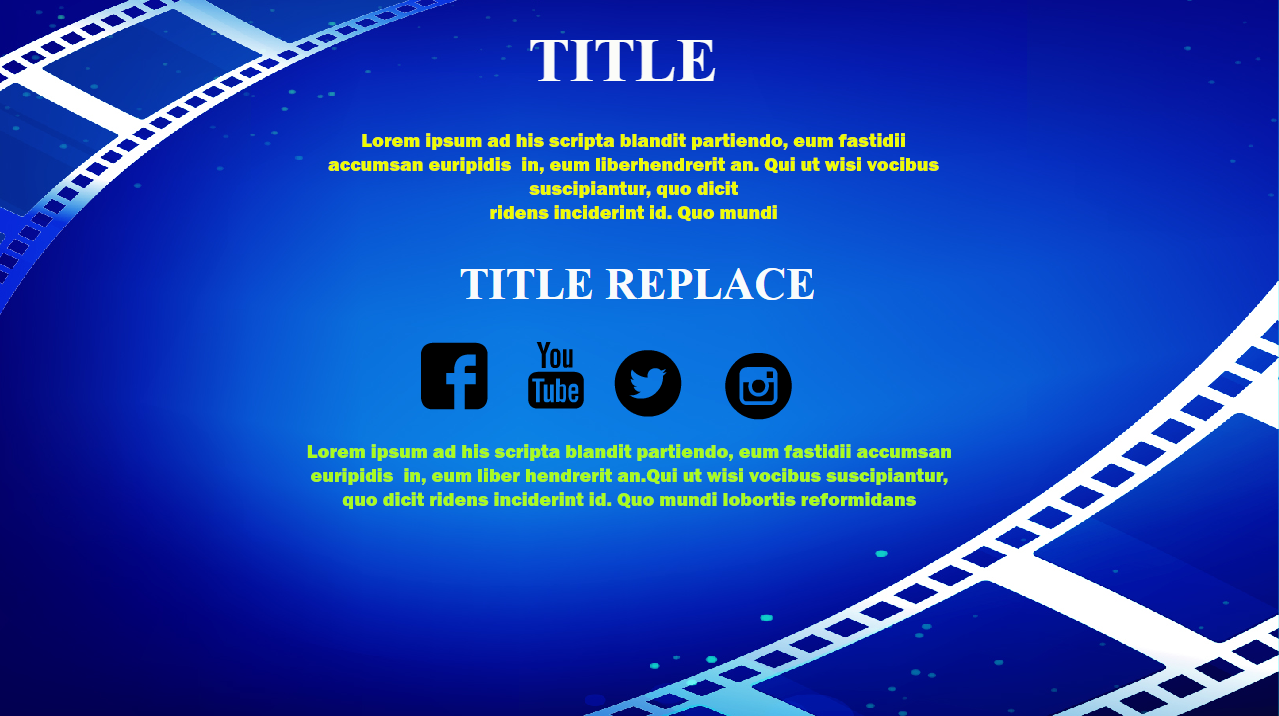 TITLE
Lorem ipsum ad his scripta blandit partiendo, eum fastidii
accumsan euripidis  in, eum liberhendrerit an. Qui ut wisi vocibus
suscipiantur, quo dicit
ridens inciderint id. Quo mundi
TITLE REPLACE
You
Tube
Lorem ipsum ad his scripta blandit partiendo, eum fastidii accumsan
euripidis  in, eum liber hendrerit an.Qui ut wisi vocibus suscipiantur,
quo dicit ridens inciderint id. Quo mundi lobortis reformidans